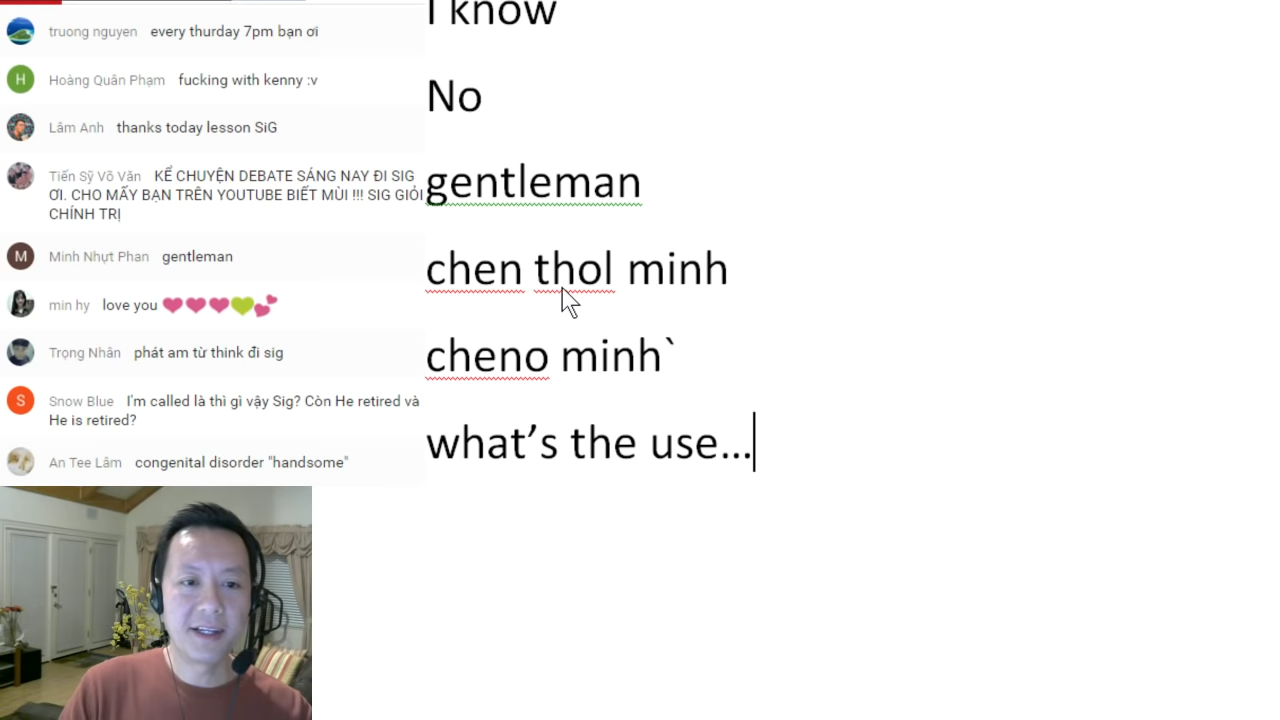 truong nguyen every thurday 7pm bạn ơi
Hoàng Quân Phạm fucking with kenny :v
Lâm Anh thanks today lesson SiG
Tiến Sỹ Võ Văn KỂ CHUYỆN DEBATE SÁNG NAY ĐI SIG
ƠI. CHO MẤY BẠN TRÊN YOUTUBE BIẾT MÙI !!! SIG GIỎI
CHÍNH TRỊ
Minh Nhựt Phan gentleman
min hy love you
Trọng Nhân phát am từ think đi sig
Snow Blue I'm called là thì gì vậy Sig? Còn He retired và
He is retired?
An Tee Lâm congenital disorder "handsome"
H
M
S
I know
No
gentleman
chen thol minh
cheno minh`
what’s the use...